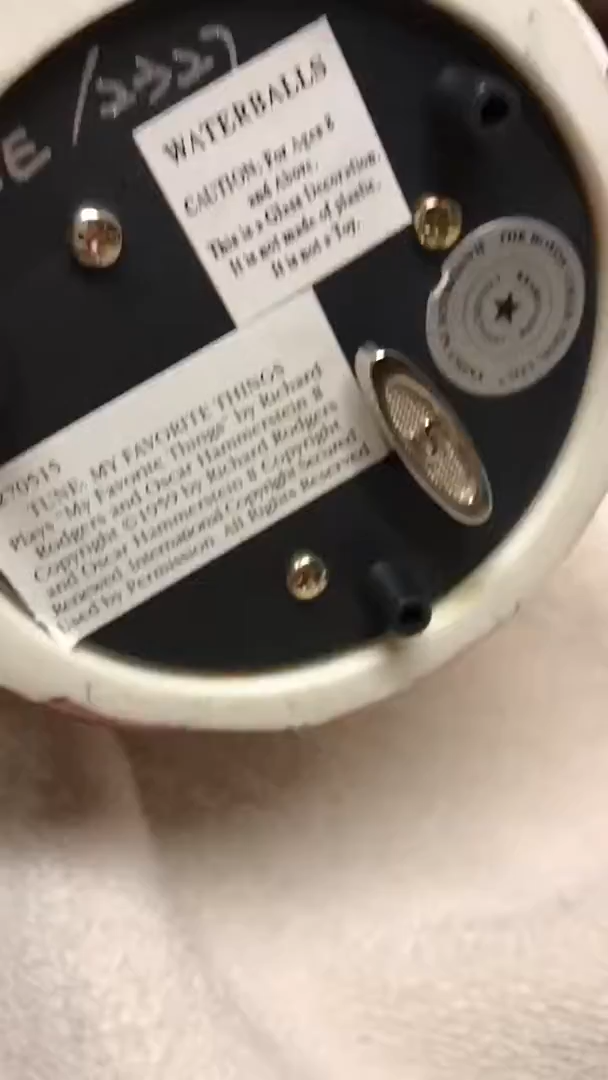 E /2327
WATERBALLS
CAUTION: For Ages 8
and Above.
This is a Glass Decoration.
It is not made of plastic.
It is not a Toy.
270515
TUNE: MY FAVORITE THINGS
Plays "My Favorite Things" by Richard
Rodgers and Oscar Hammerstein II
Copyright ©1959 by Richard Rodgers
and Oscar Hammerstein II Copyright
Renewed International Copyright Secured
Used by Permission. All Rights Reserved